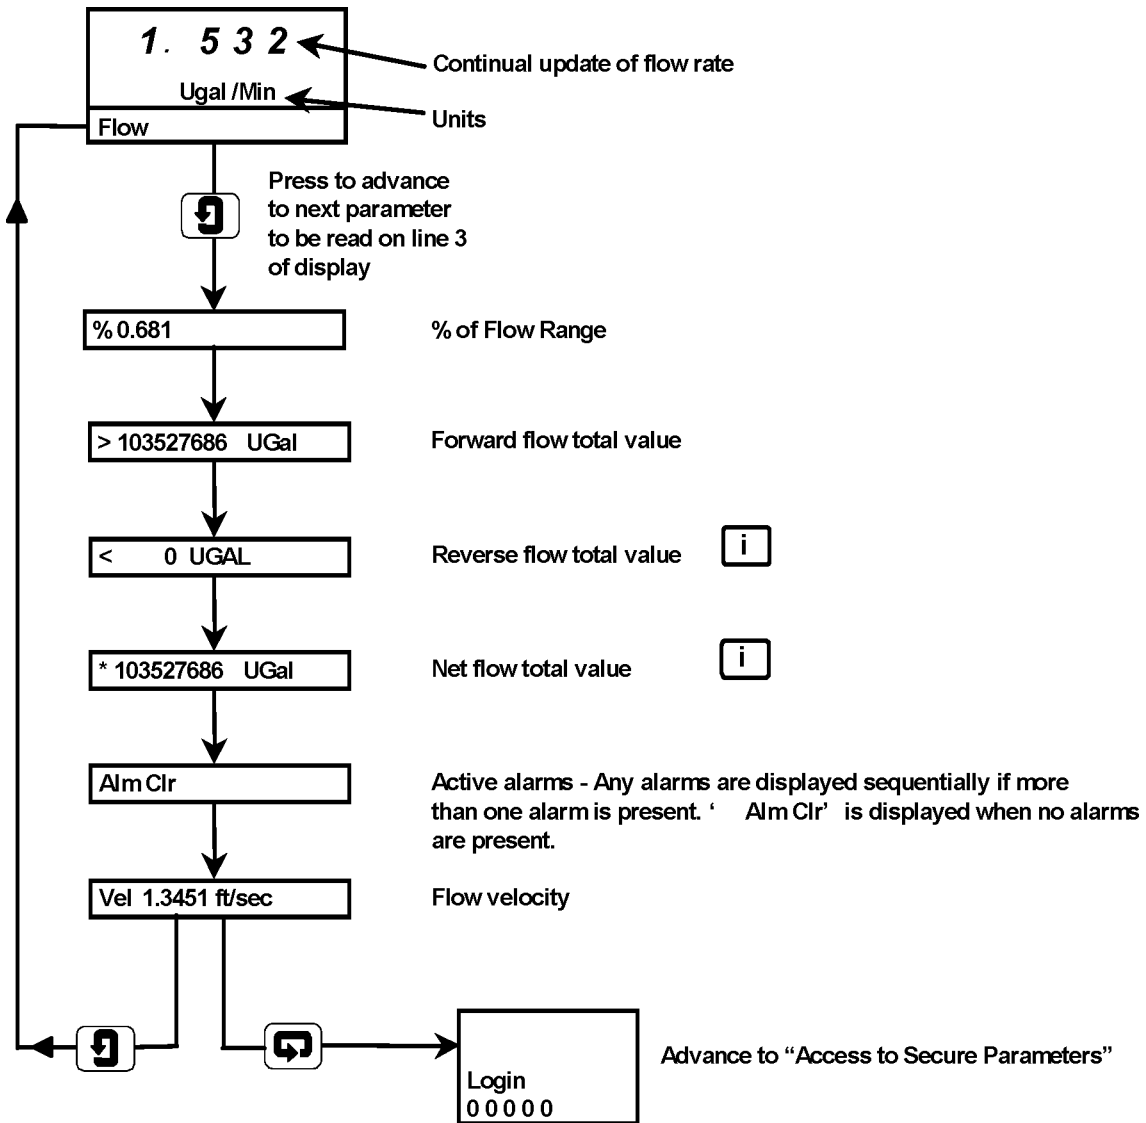 1. 532
Continual update of flow rate
Ugal /Min
Units
Flow
Press to advance
to next parameter
to be read on line 3
of display
% 0.681
% of Flow Range
> 103527686 UGal
Forward flow total value
< 0 UGAL
Reverse flow total value
i
* 103527686 UGal
Net flow total value
i
Alm Clr
Active alarms - Any alarms are displayed sequentially if more
than one alarm is present. ‘ Alm Clr’ is displayed when no alarms
are present.
Vel 1.3451 ft/sec
Flow velocity
Login
00000
Advance to “Access to Secure Parameters”